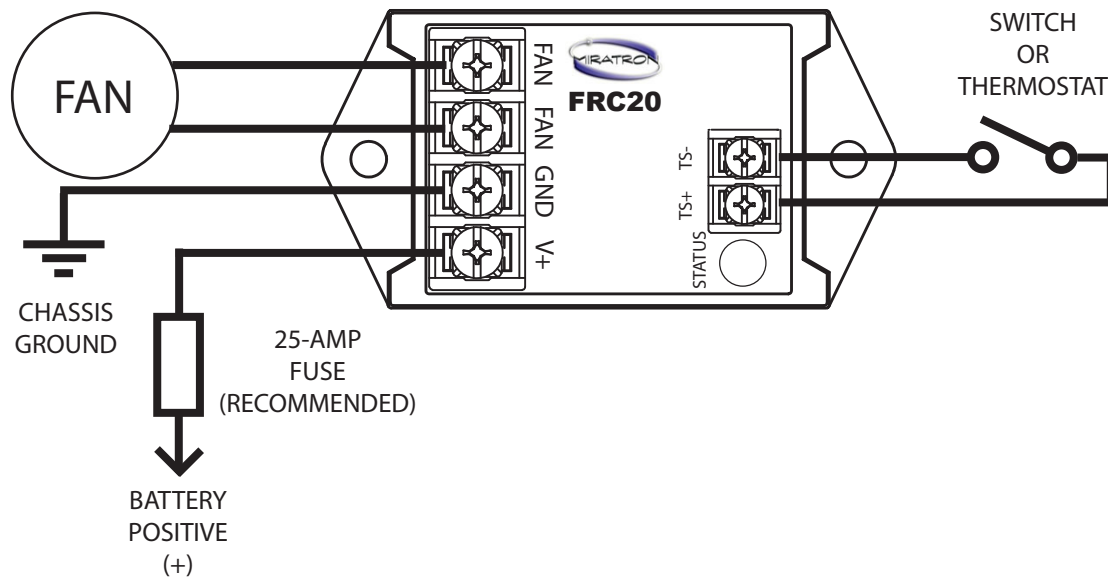 FAN
FAN
FAN
GND
V+
MIRATRON
FRC20
TS-
TS+
STATUS
SWITCH
OR
THERMOSTAT
CHASSIS
GROUND
25-AMP
FUSE
(RECOMMENDED)
BATTERY
POSITIVE
(+)